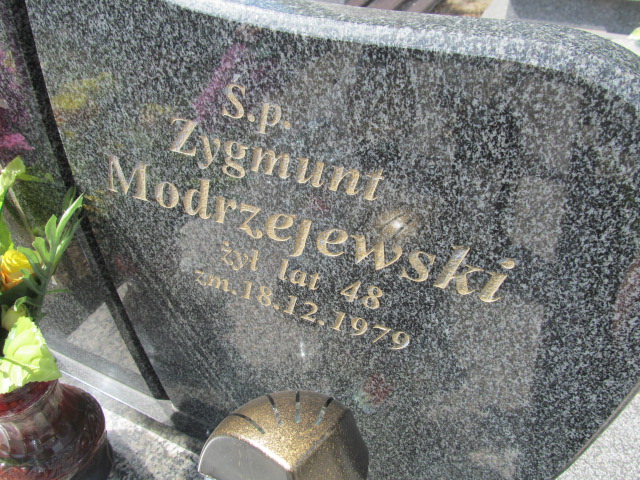 Ś.p.
Zygmunt
Modrzejewski
żył lat 48
zm.18.12.1979